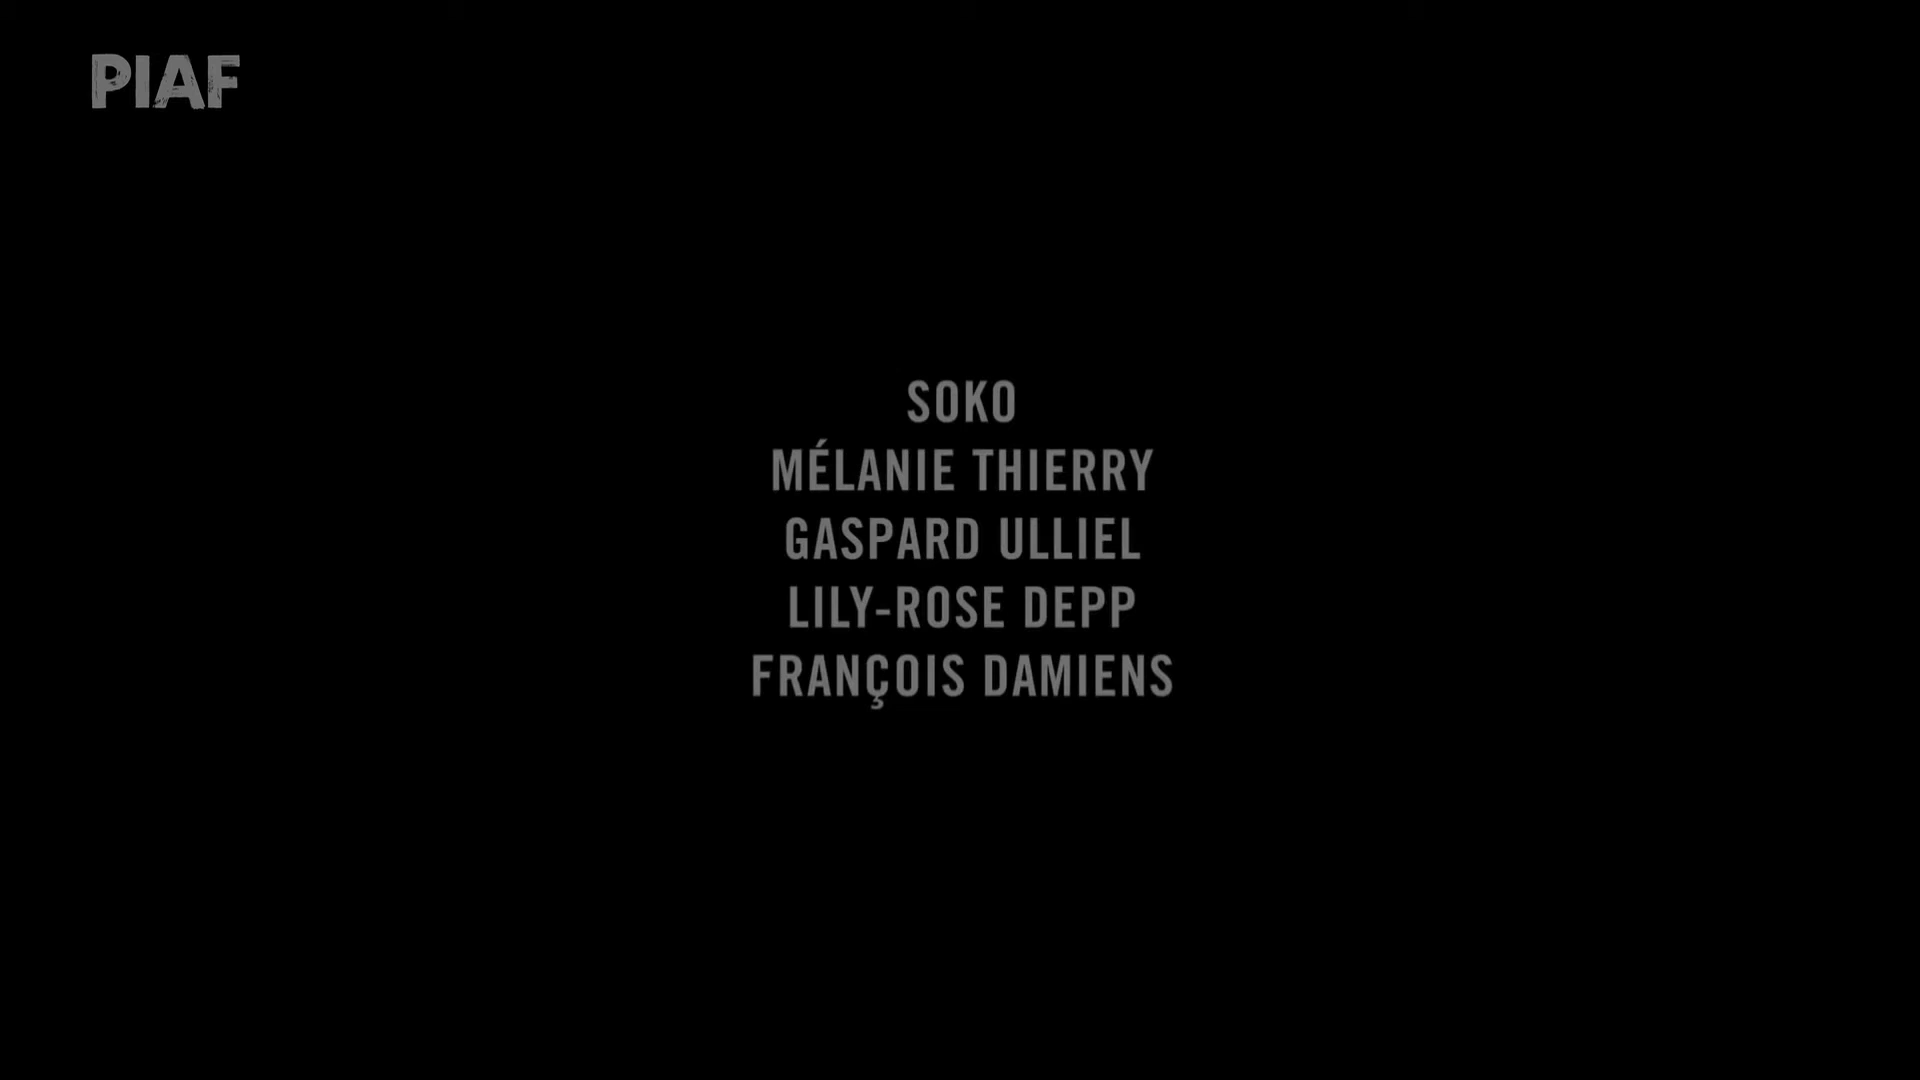 PIAF
SOKO
MÉLANIE THIERRY
GASPARD ULLIEL
LILY-ROSE DEPP
FRANÇOIS DAMIENS